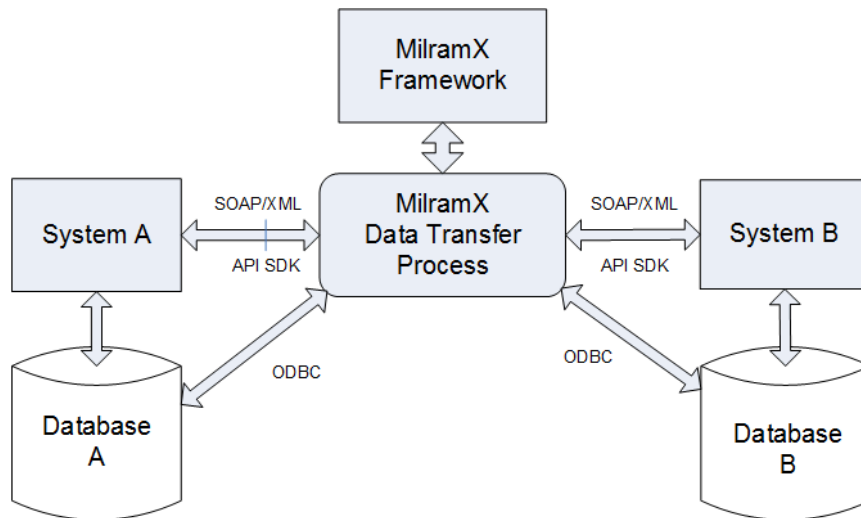 MilramX
Framework
SOAP/XML
MilramX
SOAP/XML
System A
Data Transfer
System B
API SDK
Process
API SDK
ODBC
ODBC
Database
A
Database
B